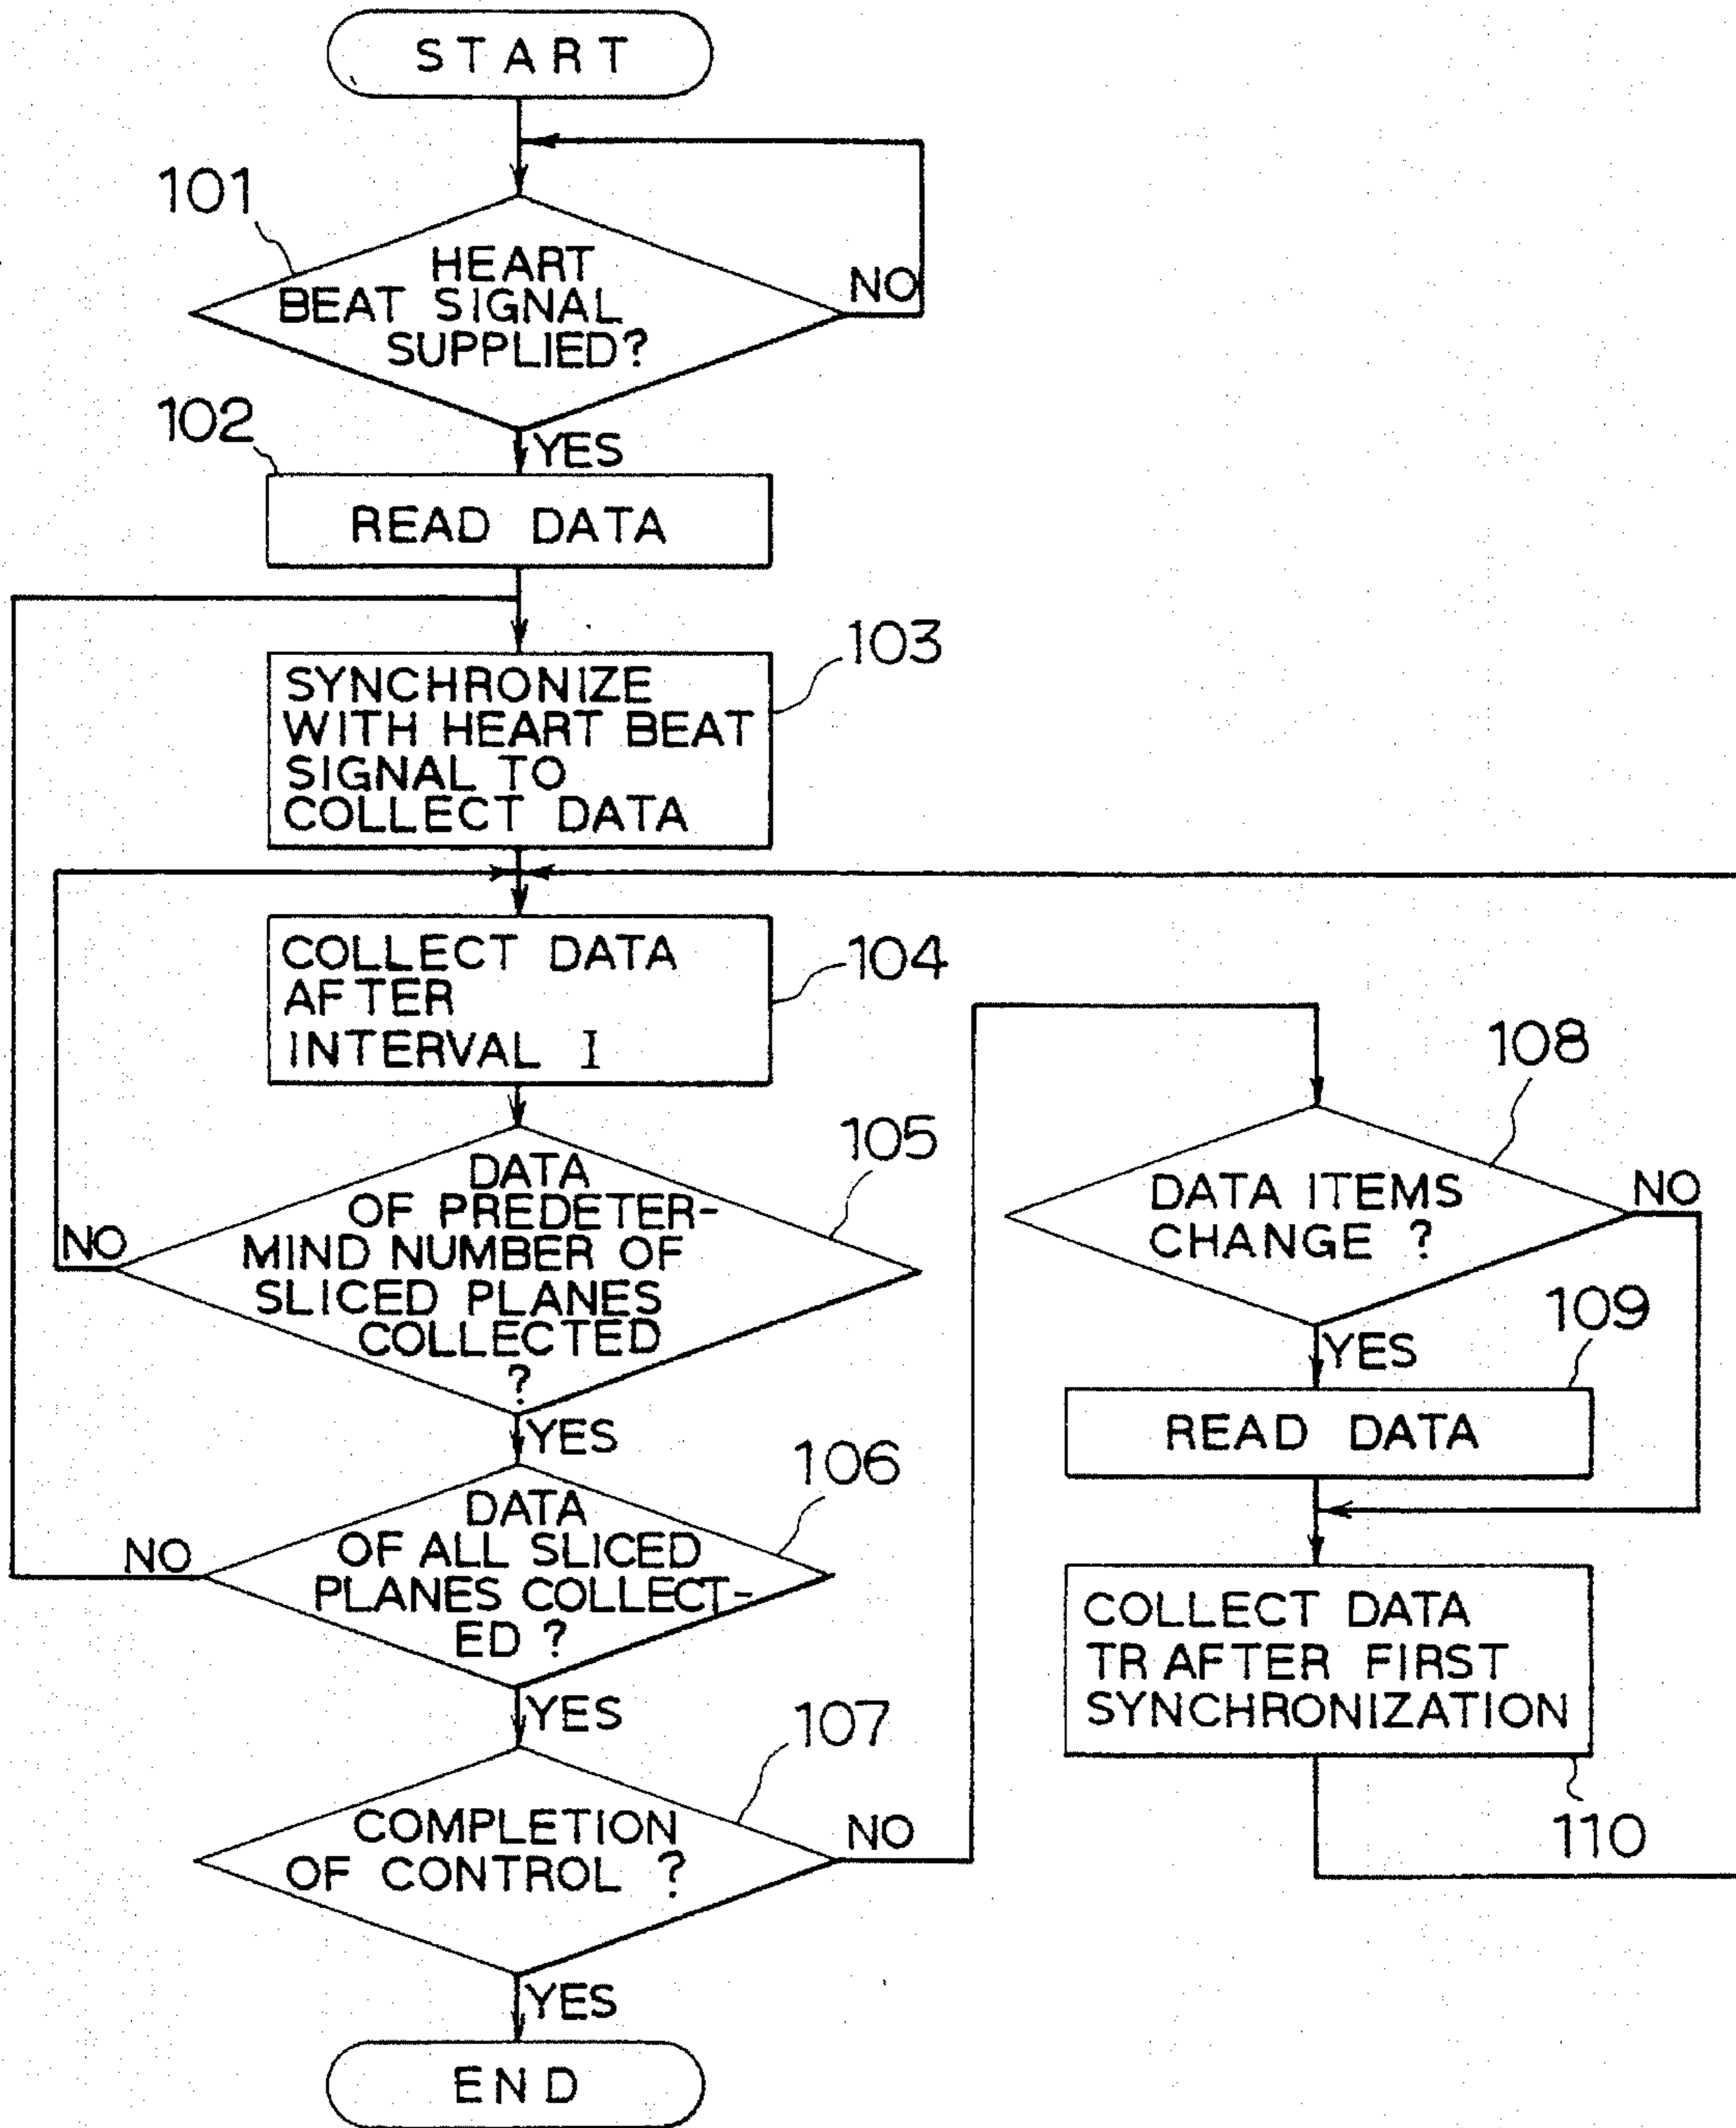 START
101
HEART
BEAT SIGNAL
SUPPLIED?
NO
YES
102
READ DATA
103
SYNCHRONIZE
WITH HEART BEAT
SIGNAL TO
COLLECT DATA
104
COLLECT DATA
AFTER
INTERVAL I
105
DATA
OF PREDETER-
MIND NUMBER OF
SLICED PLANES
COLLECTED
?
NO
YES
106
DATA
OF ALL SLICED
PLANES COLLECT-
ED ?
NO
YES
107
COMPLETION
OF CONTROL ?
NO
YES
END
108
DATA ITEMS
CHANGE ?
NO
YES
109
READ DATA
COLLECT DATA
TR AFTER FIRST
SYNCHRONIZATION
110